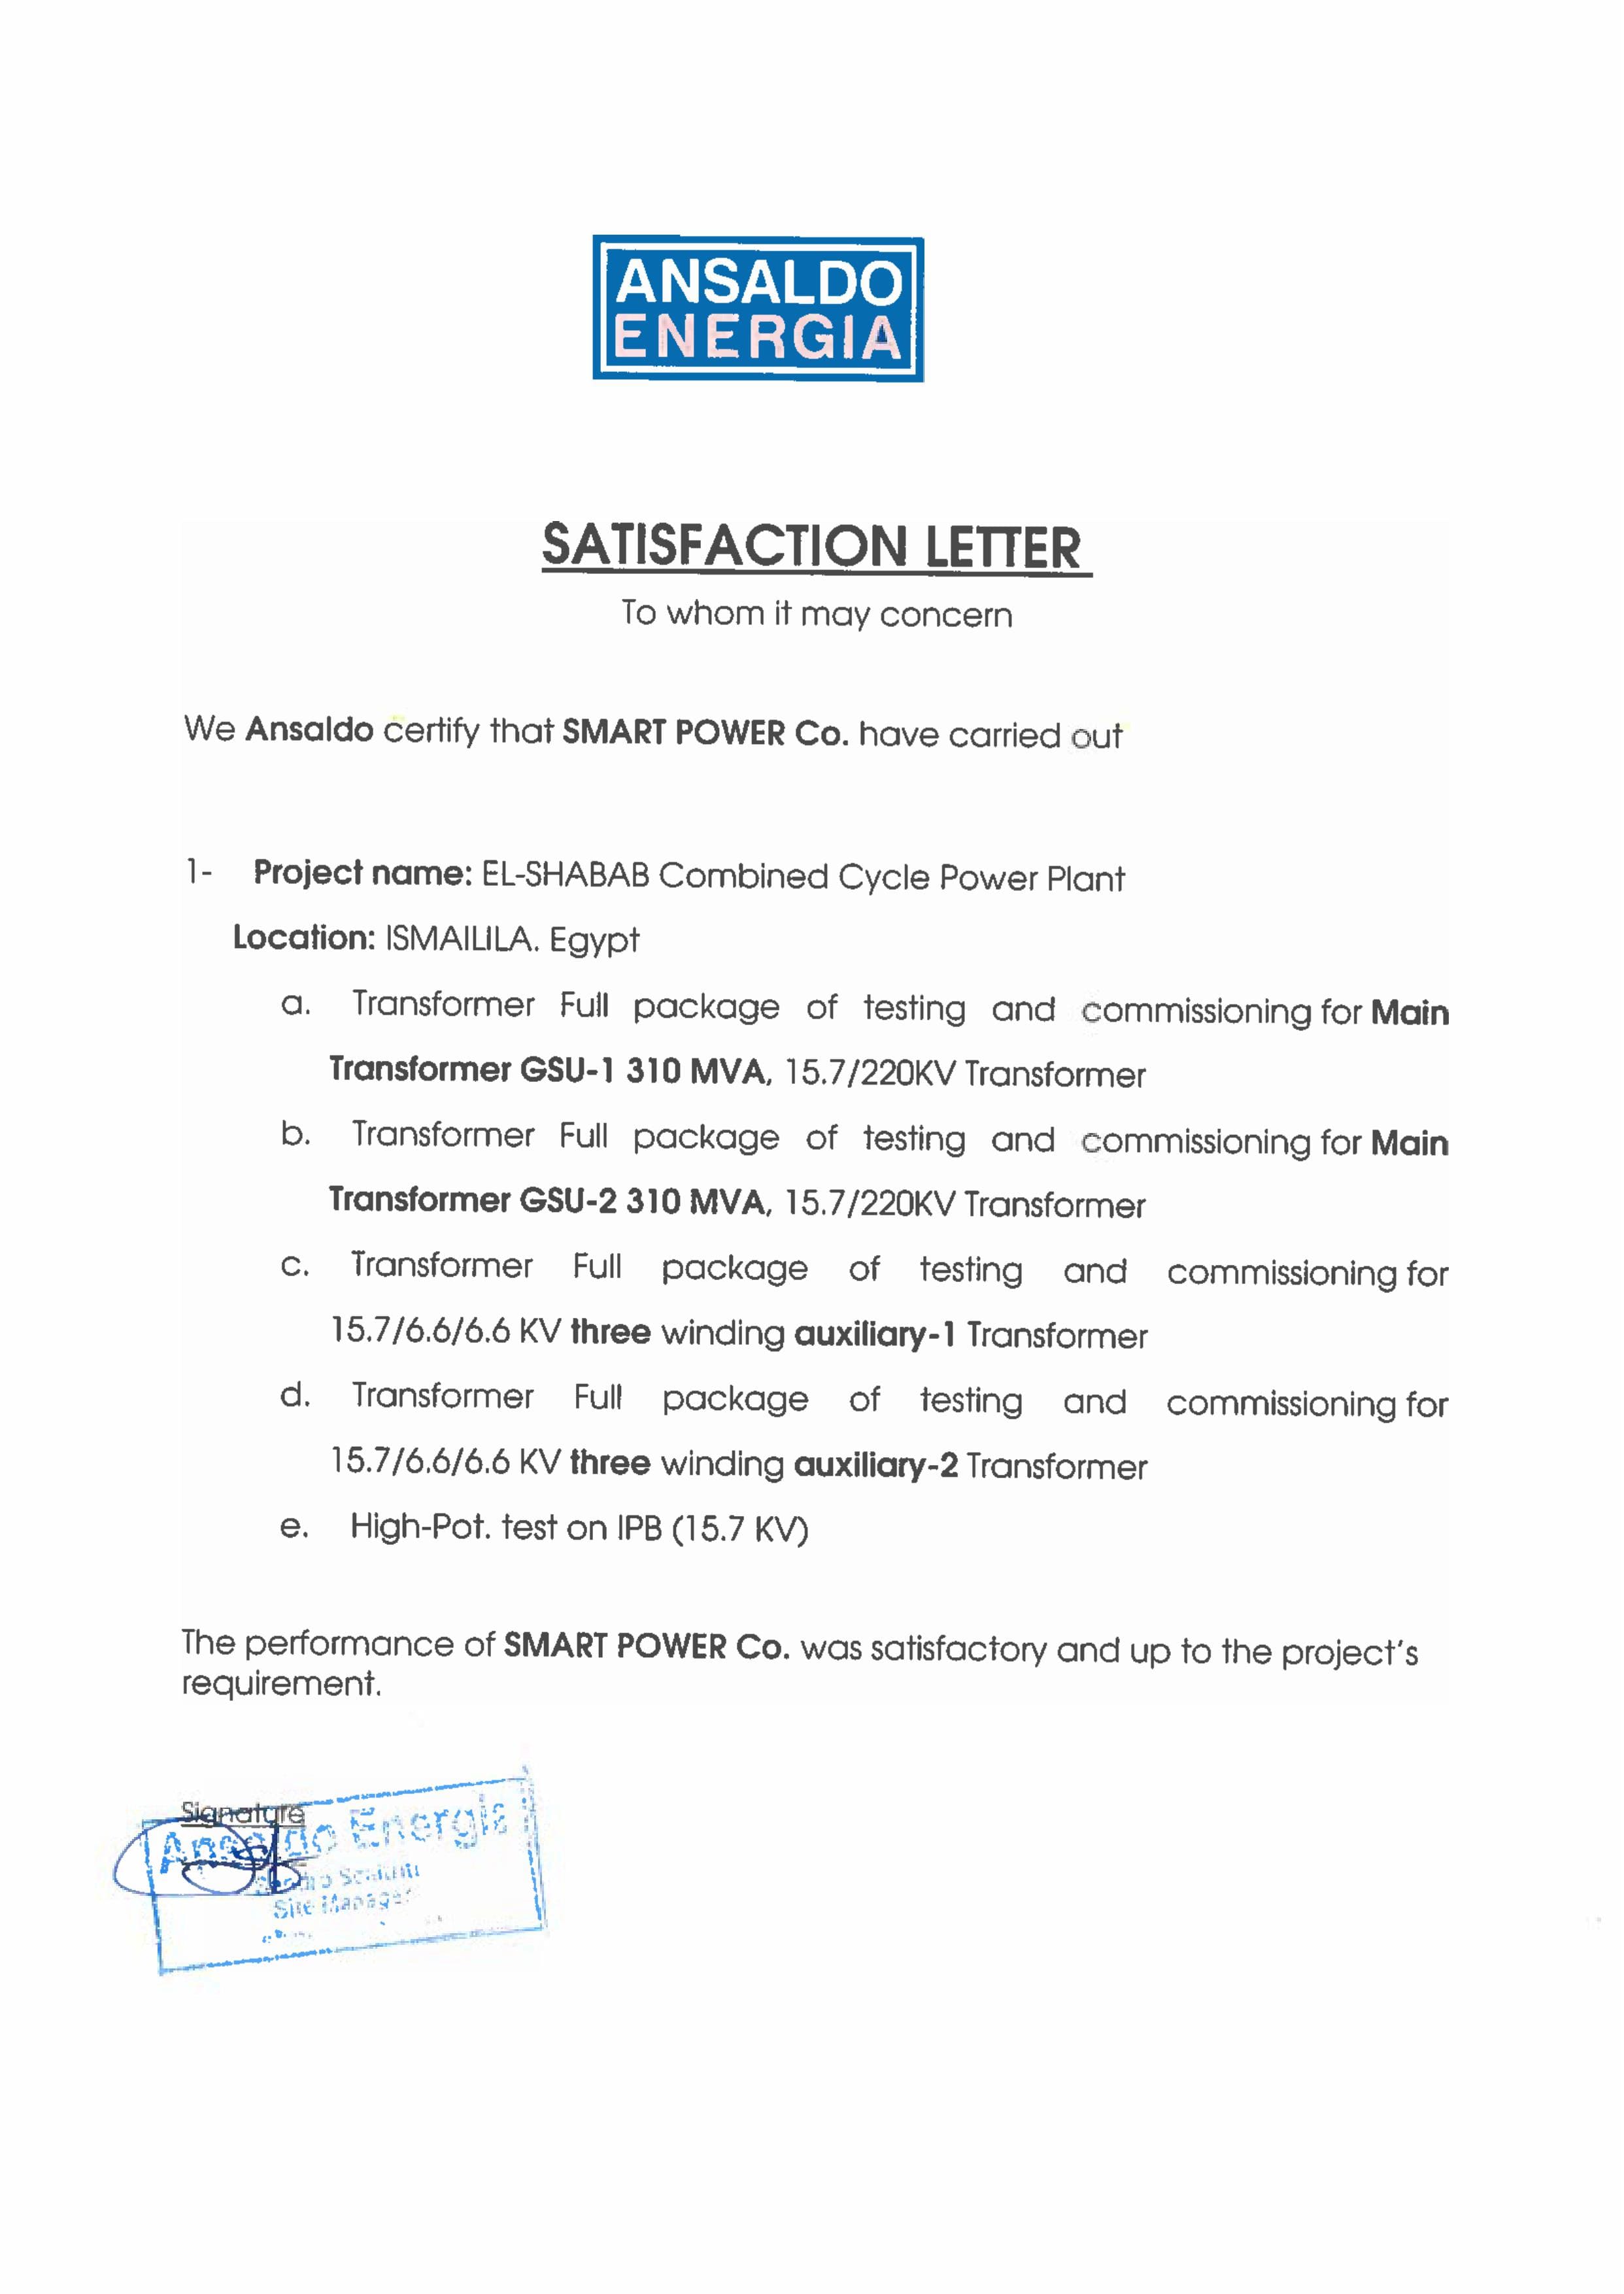 ANSALDO
ENERGIA
SATISFACTION LETTER
To whom it may concern
We Ansaldo certify that SMART POWER Co. have carried out
1- Project name: EL-SHABAB Combined Cycle Power Plant
Location: ISMAILILA. Egypt
a. Transformer Full package of testing and commissioning for Main
Transformer GSU-1 310 MVA, 15.7/220KV Transformer
b. Transformer Full package of testing and commissioning for Main
Transformer GSU-2 310 MVA, 15.7/220KV Transformer
c. Transformer Full package of testing and commissioning for
15.7/6.6/6.6 KV three winding auxiliary-1 Transformer
d. Transformer Full package of testing and commissioning for
15.7/6.6/6.6 KV three winding auxiliary-2 Transformer
e. High-Pot. test on IPB (15.7 KV)
The performance of SMART POWER Co. was satisfactory and up to the project's
requirement.
Signature
Ansaldo Energia
Site Manager